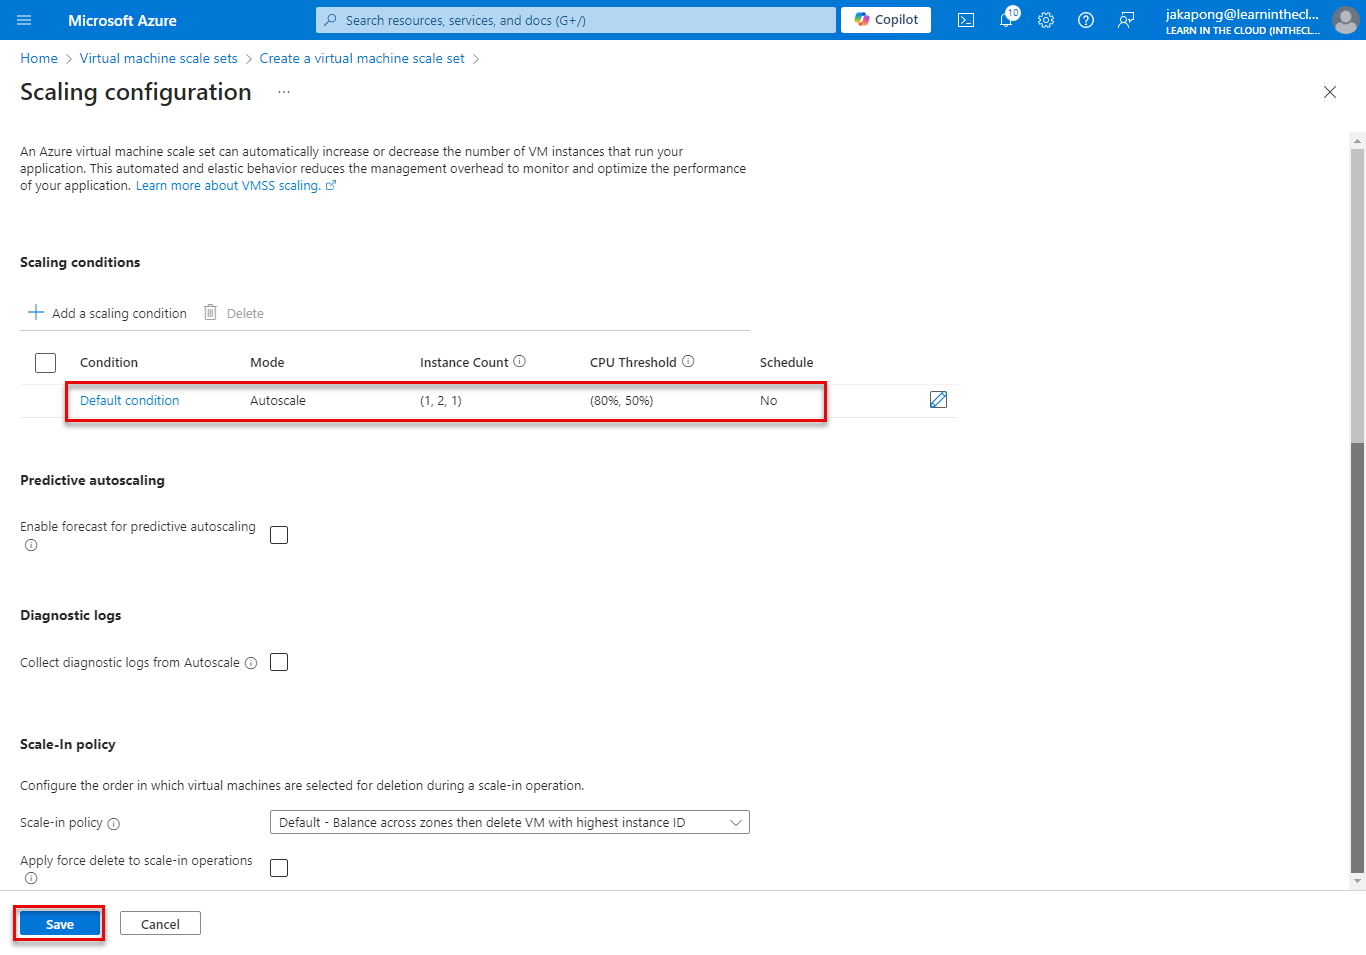 Microsoft Azure
Search resources, services, and docs (G+/)
Copilot
10
jakapong@learninthecl...
LEARN IN THE CLOUD (INTHECL...
Home > Virtual machine scale sets > Create a virtual machine scale set >
Scaling configuration ...
An Azure virtual machine scale set can automatically increase or decrease the number of VM instances that run your
application. This automated and elastic behavior reduces the management overhead to monitor and optimize the performance
of your application. Learn more about VMSS scaling.
Scaling conditions
Add a scaling condition Delete
Condition Mode Instance Count CPU Threshold Schedule
Default condition Autoscale (1, 2, 1) (80%, 50%) No
Predictive autoscaling
Enable forecast for predictive autoscaling
Diagnostic logs
Collect diagnostic logs from Autoscale
Scale-In policy
Configure the order in which virtual machines are selected for deletion during a scale-in operation.
Scale-in policy Default - Balance across zones then delete VM with highest instance ID
Apply force delete to scale-in operations
Save Cancel